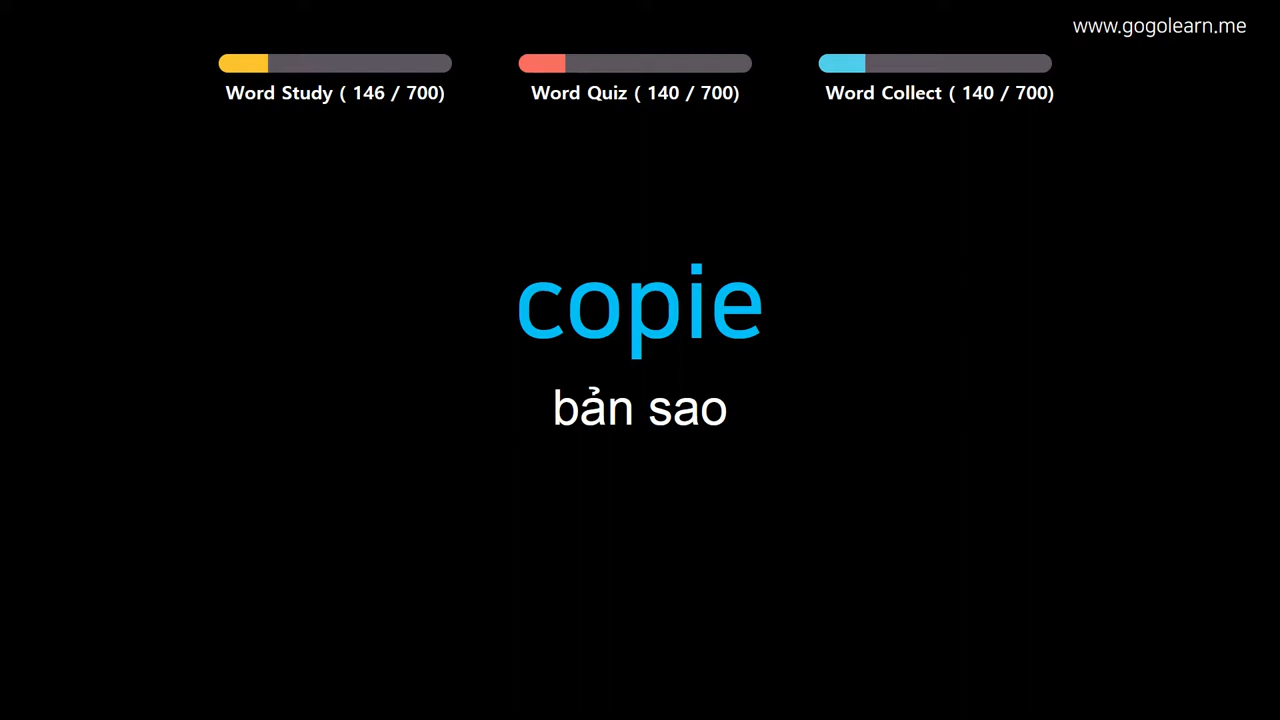 www.gogolearn.me
Word Study ( 146 / 700)
Word Quiz ( 140 / 700)
Word Collect ( 140 / 700)
copie
bản sao